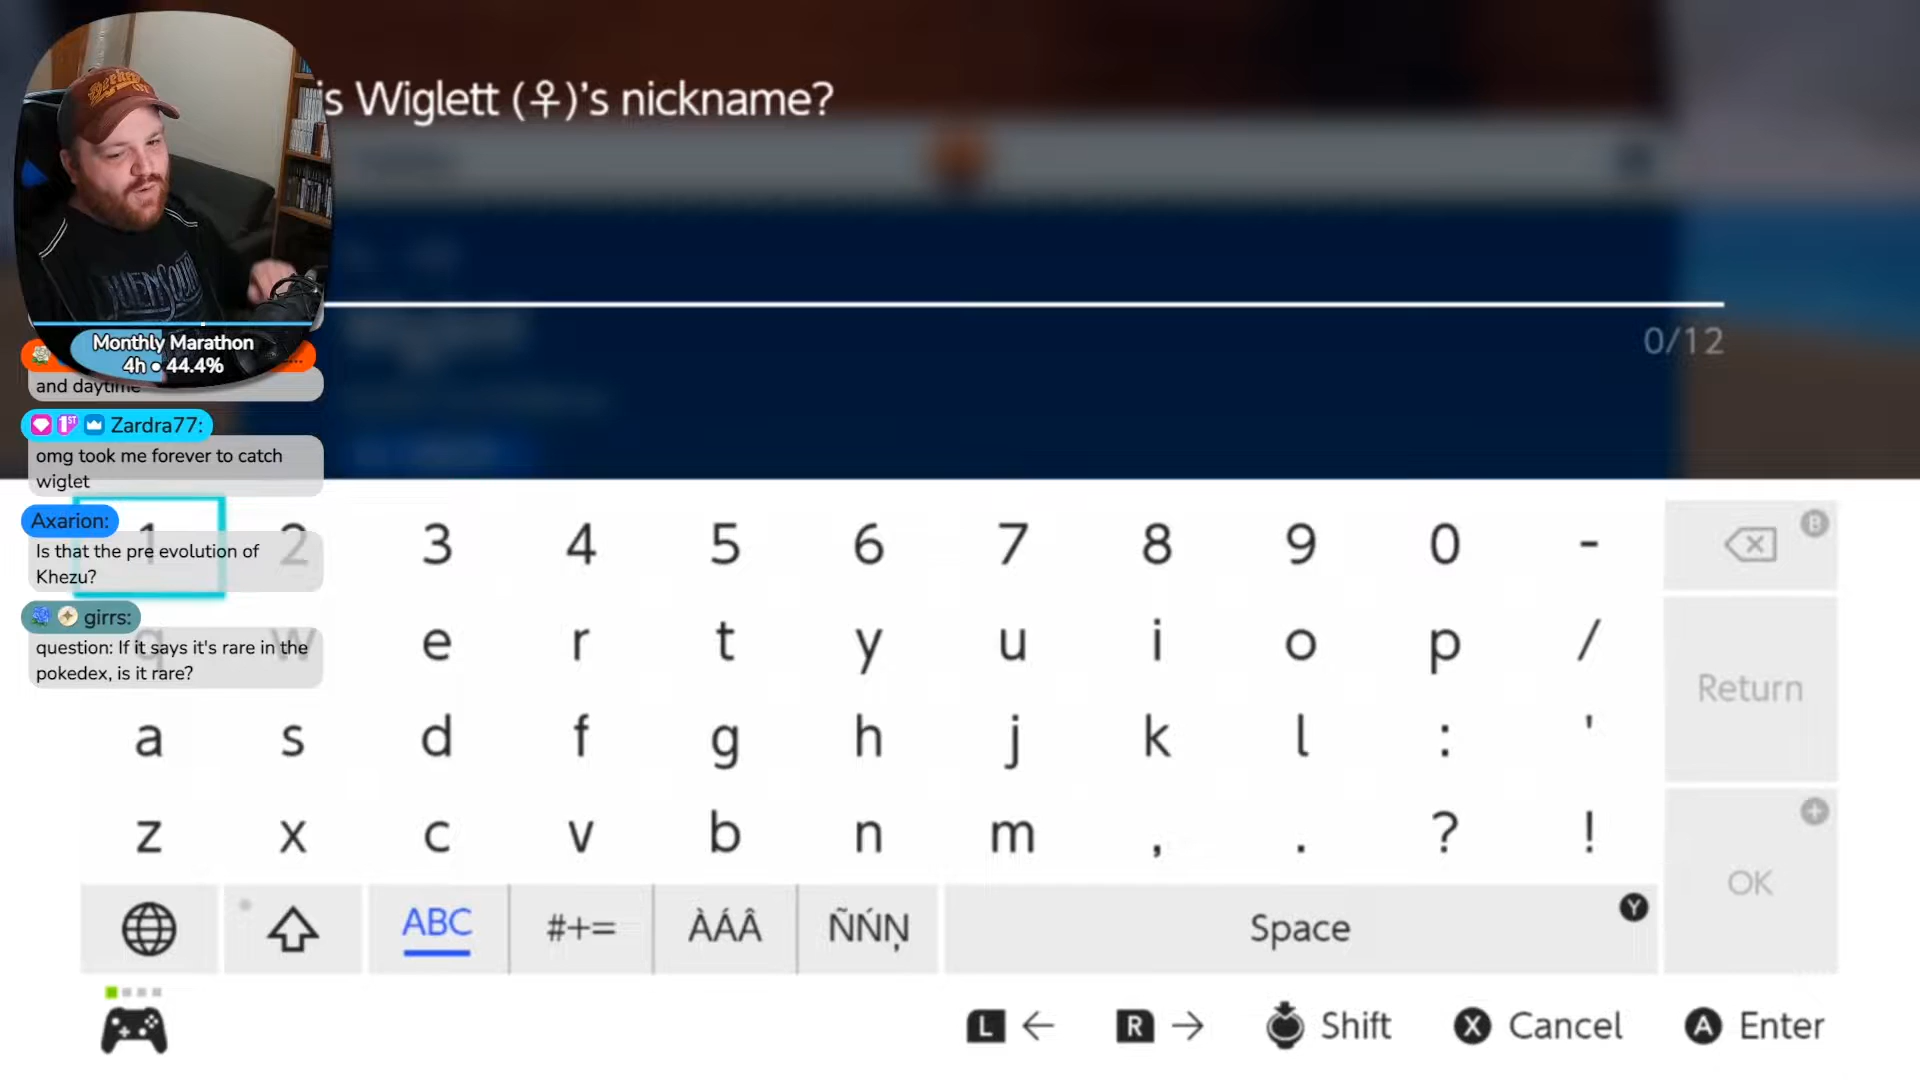 is Wiglett (♀)'s nickname?
0/12
Monthly Marathon
4h • 44.4%
and daytime
Zardra77:
omg took me forever to catch
wiglet
Axarion:
Is that the pre evolution of
Khezu?
girrs:
question: If it says it's rare in the
pokedex, is it rare?
1 2 3 4 5 6 7 8 9 0 -
q w e r t y u i o p /
a s d f g h j k l : '
z x c v b n m , . ? !
B
Return
+
OK
ABC #+= ÀÁÂ ÑŃŅ Space Y
L ← R → Shift X Cancel A Enter